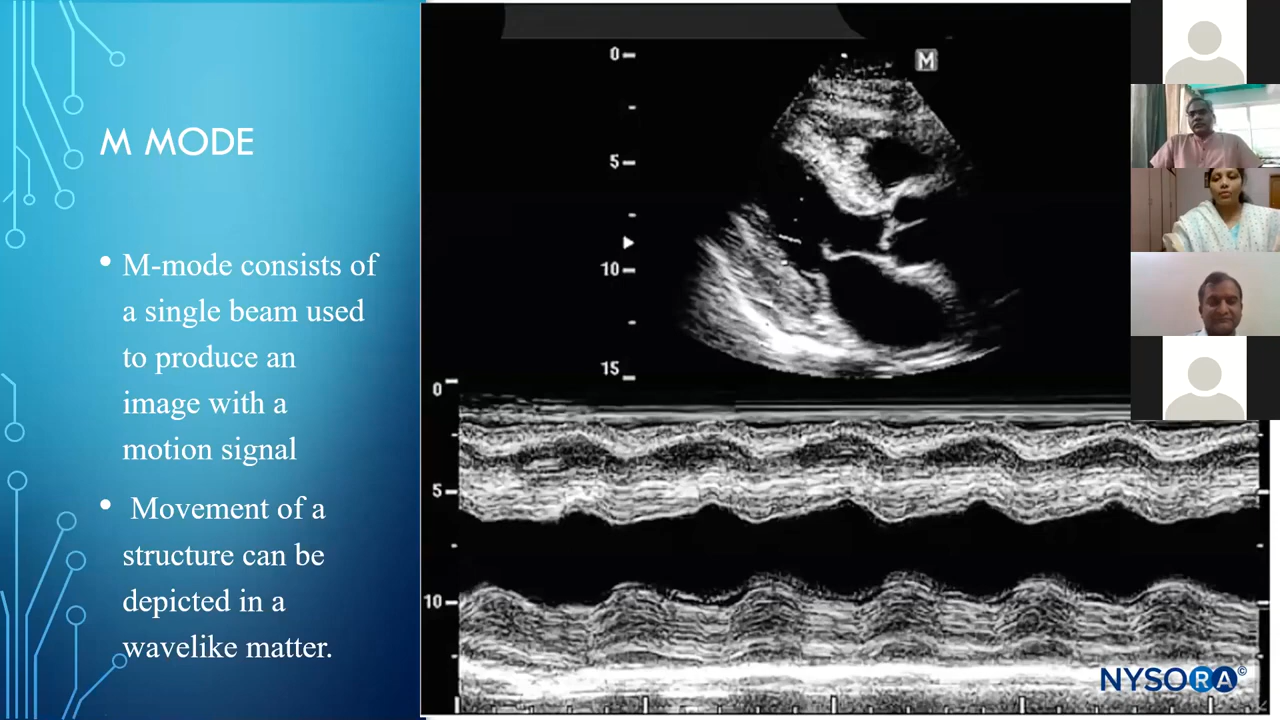 M MODE
• M-mode consists of
a single beam used
to produce an
image with a
motion signal
• Movement of a
structure can be
depicted in a
wavelike matter.
M
0
5
10
15
0
5
10
NYSORA©